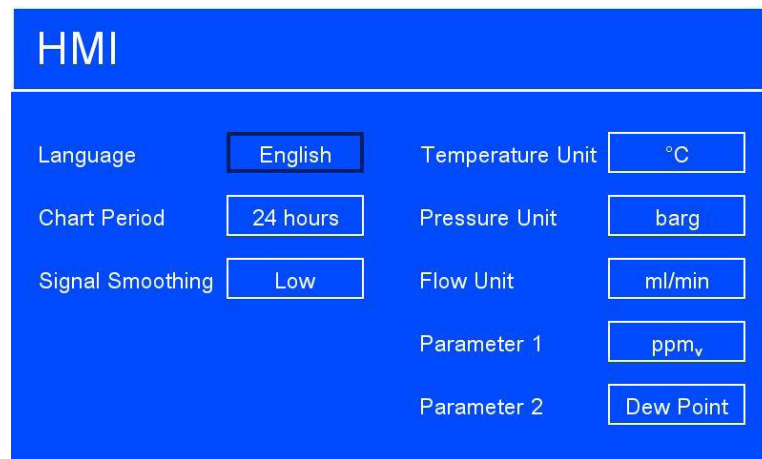 HMI
Language English
Chart Period 24 hours
Signal Smoothing Low
Temperature Unit °C
Pressure Unit barg
Flow Unit ml/min
Parameter 1 ppmᵥ
Parameter 2 Dew Point